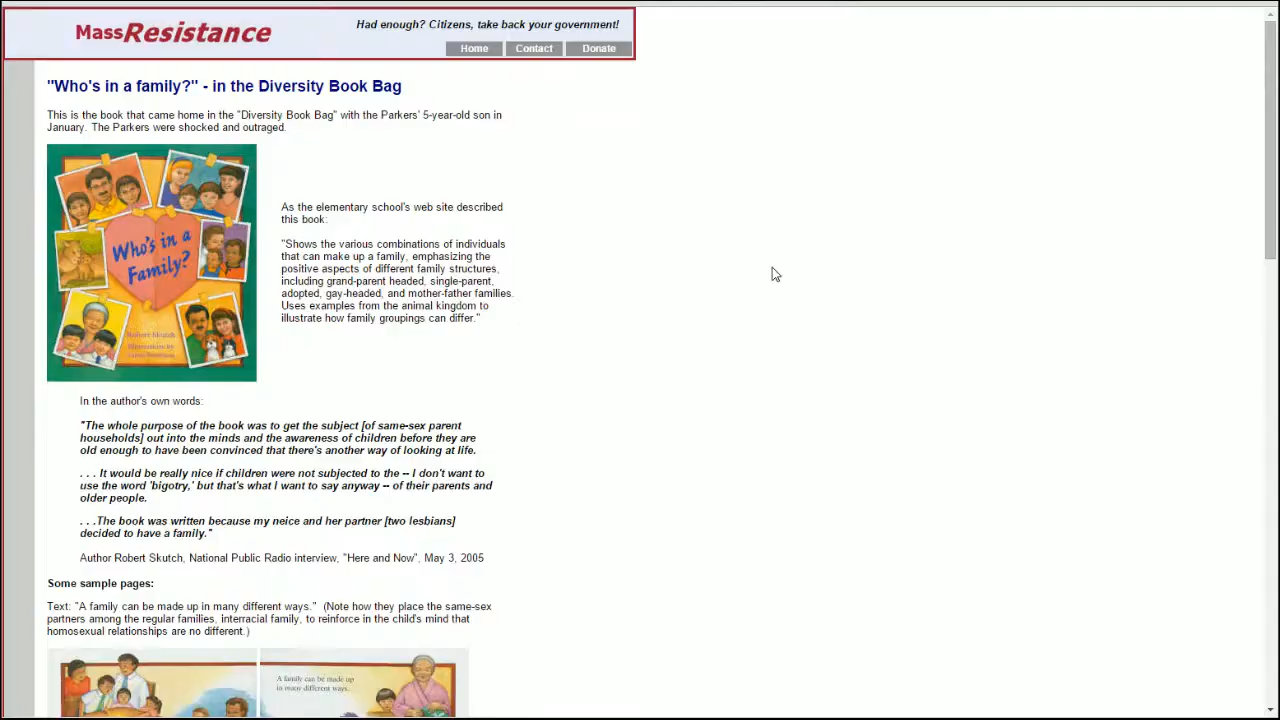 MassResistance
Had enough? Citizens, take back your government!
Home Contact Donate
"Who's in a family?" - in the Diversity Book Bag
This is the book that came home in the "Diversity Book Bag" with the Parkers' 5-year-old son in
January. The Parkers were shocked and outraged.
Who's in a
Family?
As the elementary school's web site described
this book:
"Shows the various combinations of individuals
that can make up a family, emphasizing the
positive aspects of different family structures,
including grand-parent headed, single-parent,
adopted, gay-headed, and mother-father families.
Uses examples from the animal kingdom to
illustrate how family groupings can differ."
In the author's own words:
"The whole purpose of the book was to get the subject [of same-sex parent
households] out into the minds and the awareness of children before they are
old enough to have been convinced that there's another way of looking at life.
. . . It would be really nice if children were not subjected to the -- I don't want to
use the word 'bigotry,' but that's what I want to say anyway -- of their parents and
older people.
. . .The book was written because my neice and her partner [two lesbians]
decided to have a family."
Author Robert Skutch, National Public Radio interview, "Here and Now", May 3, 2005
Some sample pages:
Text: "A family can be made up in many different ways."  (Note how they place the same-sex
partners among the regular families, interracial family, to reinforce in the child's mind that
homosexual relationships are no different.)
A family can be made up
in many different ways.